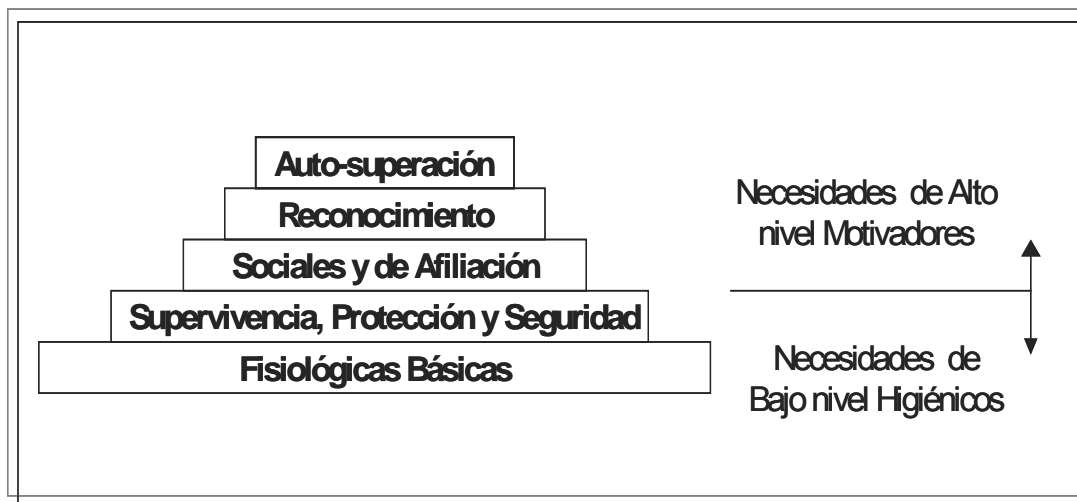 Auto-superación
Reconocimiento
Sociales y de Afiliación
Supervivencia, Protección y Seguridad
Fisiológicas Básicas
Necesidades de Alto
nivel Motivadores
Necesidades de
Bajo nivel Higiénicos